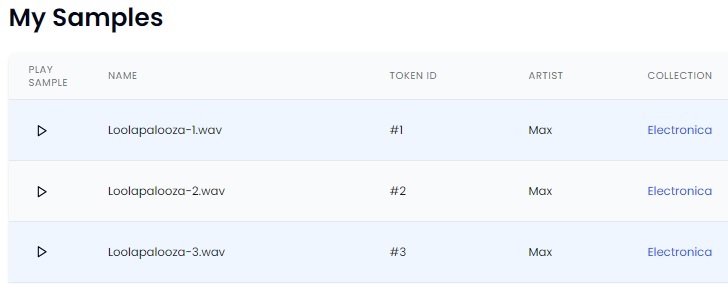 My Samples
PLAY SAMPLE NAME TOKEN ID ARTIST COLLECTION
Loolapalooza-1.wav #1 Max Electronica
Loolapalooza-2.wav #2 Max Electronica
Loolapalooza-3.wav #3 Max Electronica